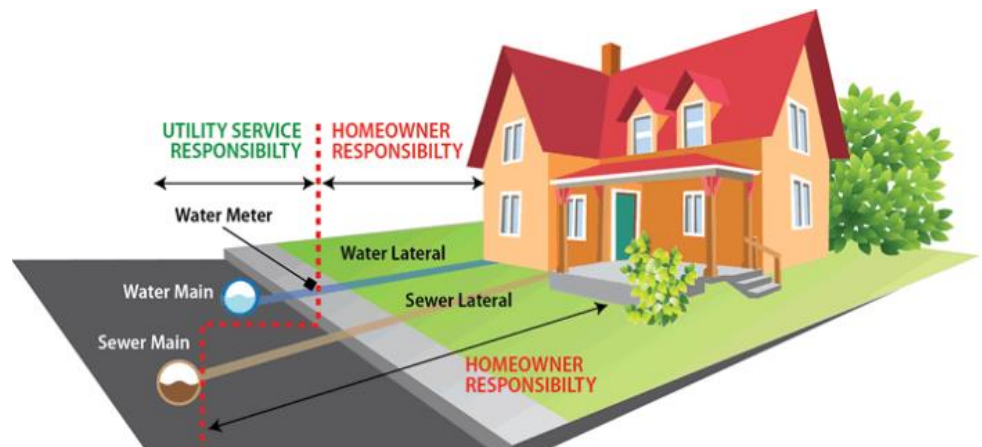 UTILITY SERVICE
RESPONSIBILTY
HOMEOWNER
RESPONSIBILTY
Water Meter
Water Lateral
Water Main
Sewer Lateral
Sewer Main
HOMEOWNER
RESPONSIBILTY